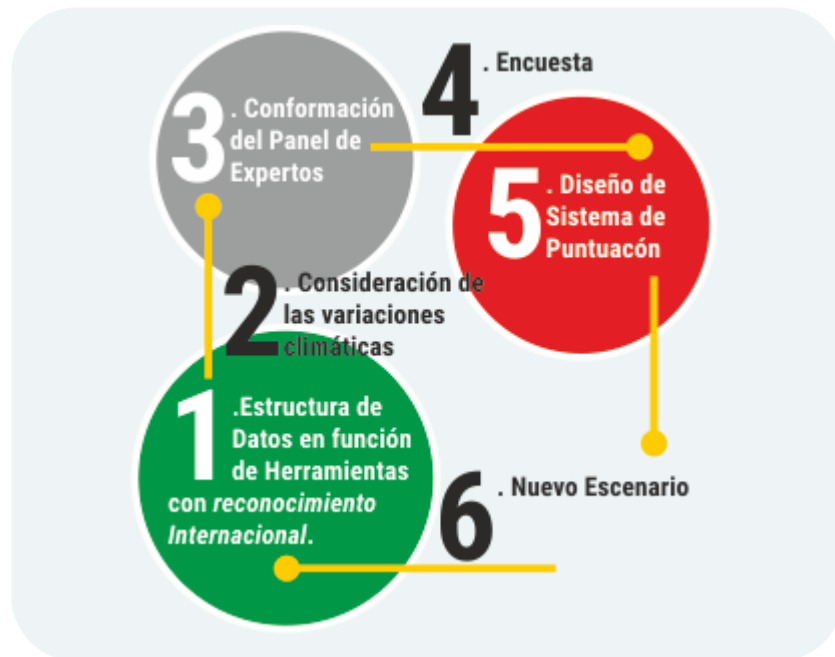 1 .Estructura de
Datos en función
de Herramientas
con reconocimiento
Internacional.
2 . Consideración de
las variaciones
climáticas
3 . Conformación
del Panel de
Expertos
4 . Encuesta
5 . Diseño de
Sistema de
Puntuacón
6 . Nuevo Escenario